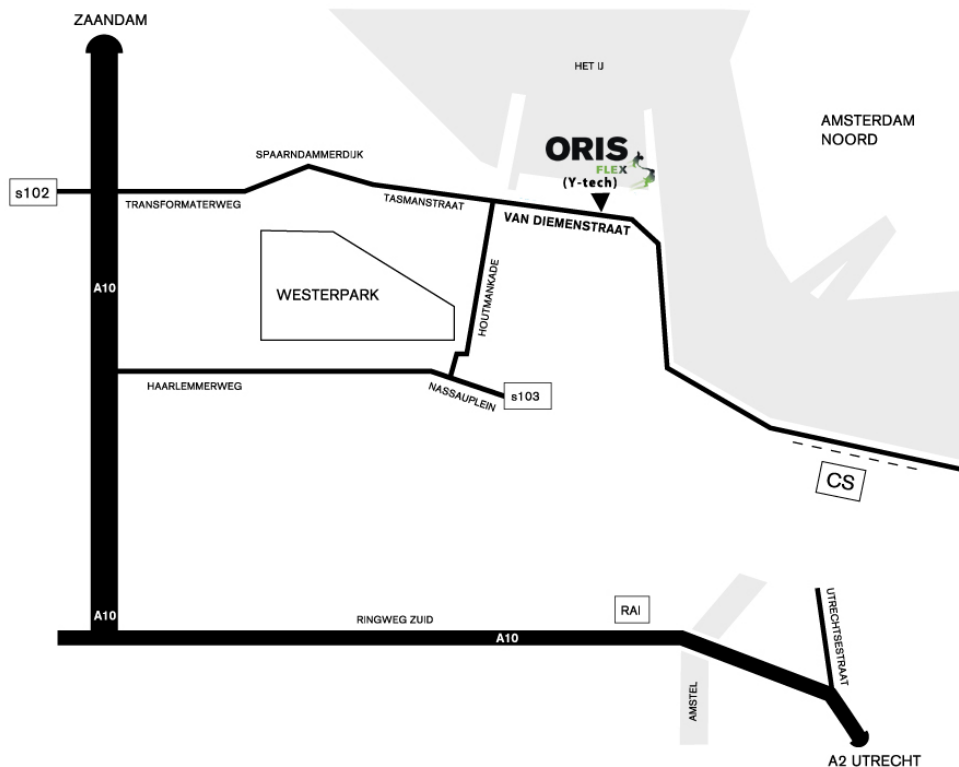 ZAANDAM
HET IJ
AMSTERDAM
NOORD
ORIS
FLEX
(Y-tech)
SPAARNDAMMERDIJK
s102
TRANSFORMATERWEG
TASMANSTRAAT
VAN DIEMENSTRAAT
A10
WESTERPARK
HOUTMANKADE
HAARLEMMERWEG
NASSAUPLEIN
s103
CS
A10
RINGWEG ZUID
RAI
A10
UTRECHTSESTRAAT
AMSTEL
A2 UTRECHT